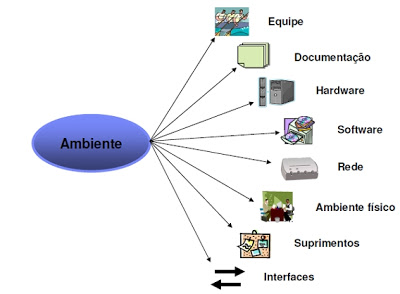 Equipe
Documentação
Hardware
Software
Ambiente
Rede
Ambiente físico
Suprimentos
Interfaces